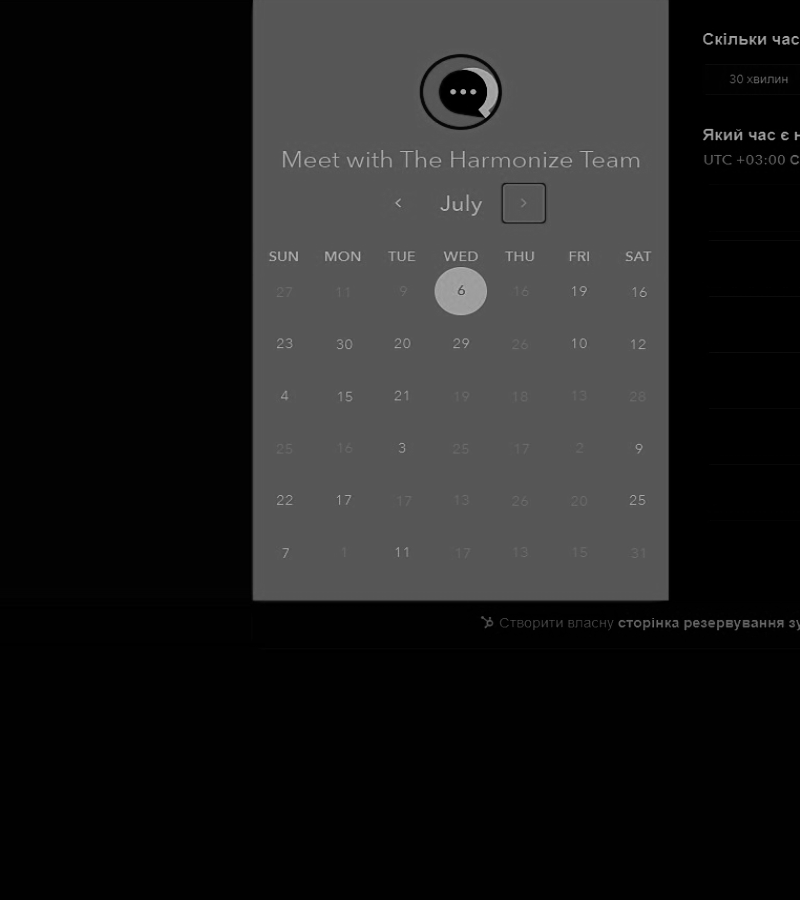 Meet with The Harmonize Team
July
SUN MON TUE WED THU FRI SAT
27 11 9 6 16 19 16
23 30 20 29 26 10 12
4 15 21 19 18 13 28
25 16 3 25 17 2 9
22 17 17 13 26 20 25
7 1 11 17 13 15 31
Скільки час
30 хвилин
Який час є н
UTC +03:00 С
Створити власну сторінка резервування зу